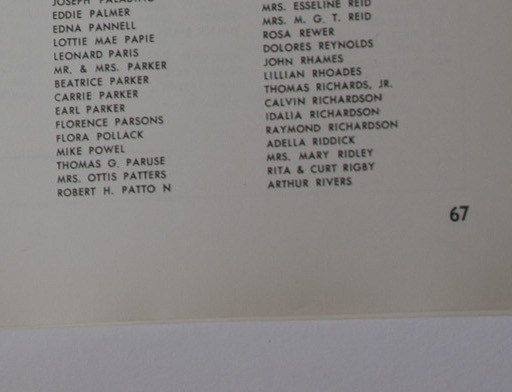 JOSEPH PALADINO
EDDIE PALMER
EDNA PANNELL
LOTTIE MAE PAPIE
LEONARD PARIS
MR. & MRS. PARKER
BEATRICE PARKER
CARRIE PARKER
EARL PARKER
FLORENCE PARSONS
FLORA POLLACK
MIKE POWEL
THOMAS G. PARUSE
MRS. OTTIS PATTERS
ROBERT H. PATTO N
MRS. ESSELINE REID
MRS. M. G. T. REID
ROSA REWER
DOLORES REYNOLDS
JOHN RHAMES
LILLIAN RHOADES
THOMAS RICHARDS, JR.
CALVIN RICHARDSON
IDALIA RICHARDSON
RAYMOND RICHARDSON
ADELLA RIDDICK
MRS. MARY RIDLEY
RITA & CURT RIGBY
ARTHUR RIVERS
67